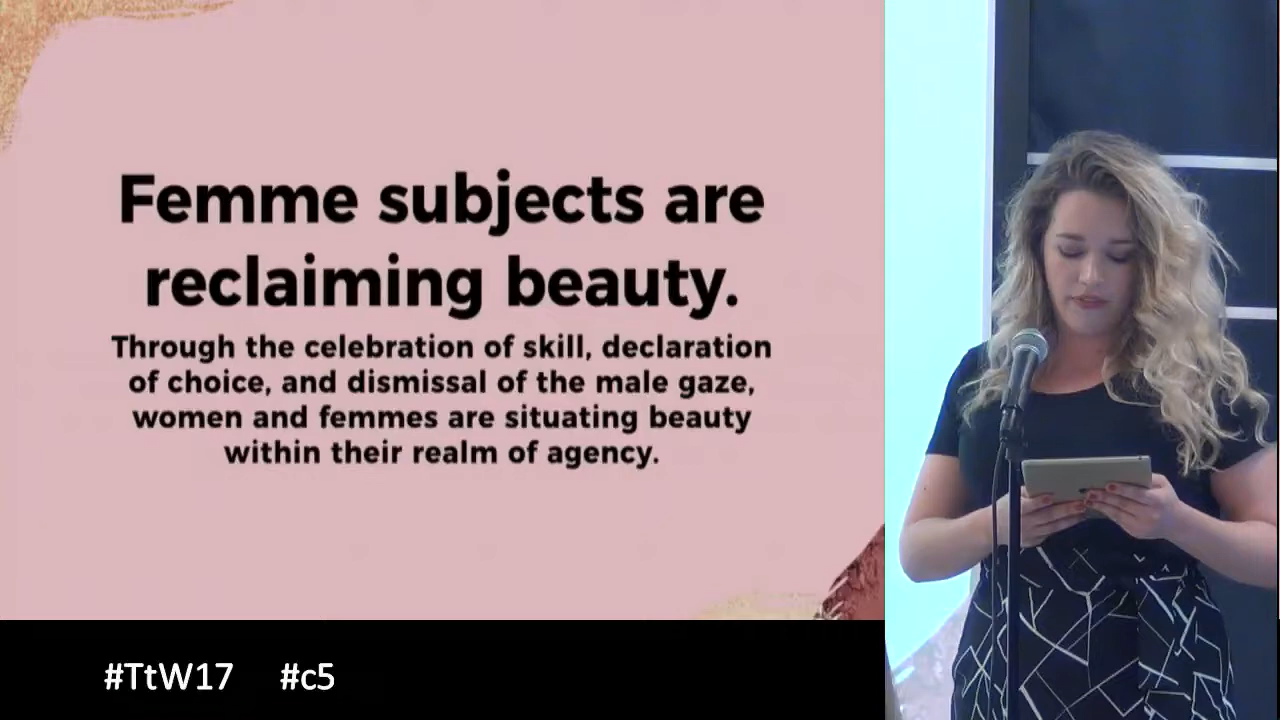 Femme subjects are
reclaiming beauty.
Through the celebration of skill, declaration
of choice, and dismissal of the male gaze,
women and femmes are situating beauty
within their realm of agency.
#TtW17 #c5